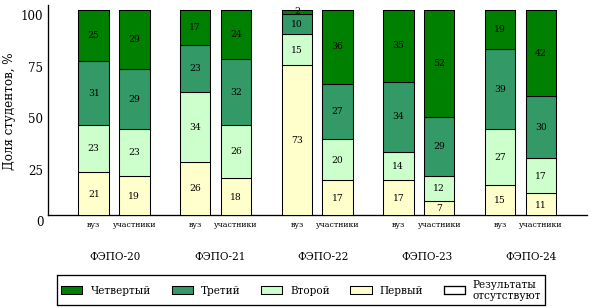 Доля студентов, %
100
75
50
25
0
25 29 17 24 2 36 35 52 19 42
31 29 23 32 10 27 34 29 39 30
23 23 34 26 15 20 14 12 27 17
21 19 26 18 73 17 17 7 15 11
вуз участники вуз участники вуз участники вуз участники вуз участники
ФЭПО-20 ФЭПО-21 ФЭПО-22 ФЭПО-23 ФЭПО-24
Четвертый Третий Второй Первый Результаты
отсутствуют